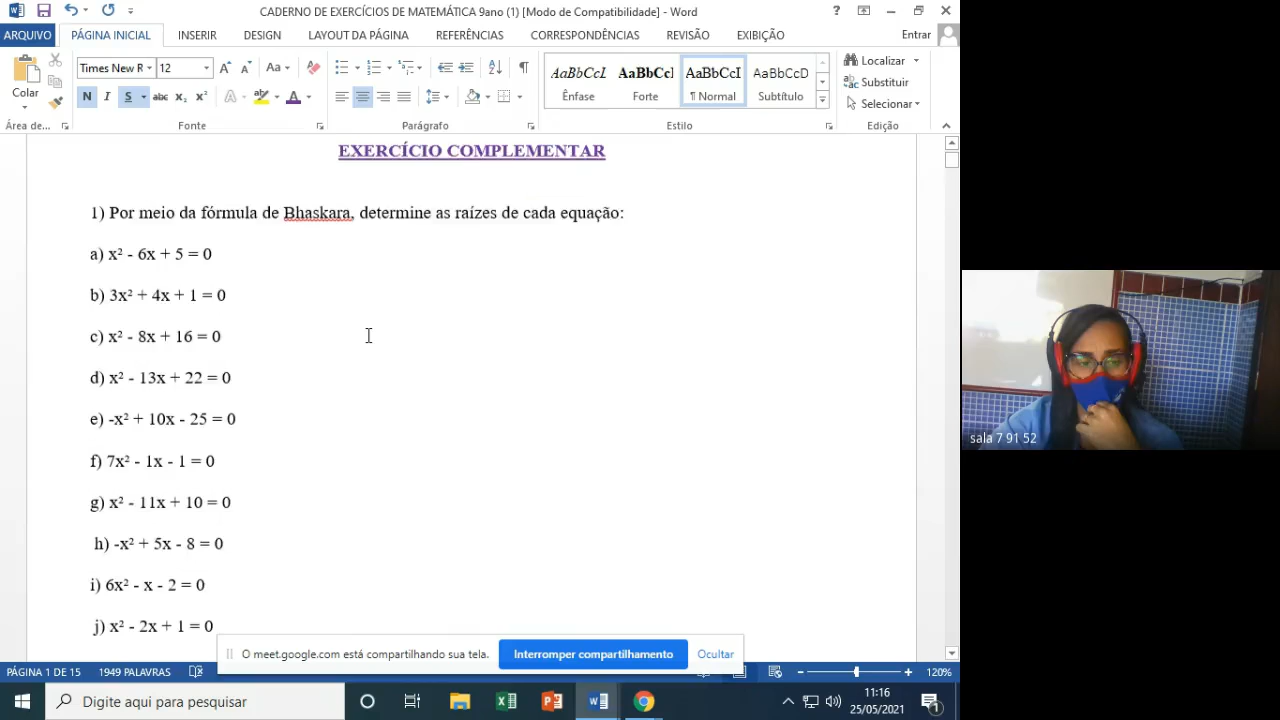 CADERNO DE EXERCÍCIOS DE MATEMÁTICA 9ano (1) [Modo de Compatibilidade] - Word
ARQUIVO PÁGINA INICIAL INSERIR DESIGN LAYOUT DA PÁGINA REFERÊNCIAS CORRESPONDÊNCIAS REVISÃO EXIBIÇÃO Entrar
Colar
Times New R 12
AaBbCcI AaBbCcl AaBbCcI AaBbCcD
Ênfase Forte ¶ Normal Subtítulo
Localizar
Substituir
Selecionar
Área de... Fonte Parágrafo Estilo Edição
EXERCÍCIO COMPLEMENTAR
1) Por meio da fórmula de Bhaskara, determine as raízes de cada equação:
a) x² - 6x + 5 = 0
b) 3x² + 4x + 1 = 0
c) x² - 8x + 16 = 0
d) x² - 13x + 22 = 0
e) -x² + 10x - 25 = 0
f) 7x² - 1x - 1 = 0
g) x² - 11x + 10 = 0
h) -x² + 5x - 8 = 0
i) 6x² - x - 2 = 0
j) x² - 2x + 1 = 0
sala 7 91 52
O meet.google.com está compartilhando sua tela. Interromper compartilhamento Ocultar
PÁGINA 1 DE 15 1949 PALAVRAS 120%
Digite aqui para pesquisar
11:16
25/05/2021